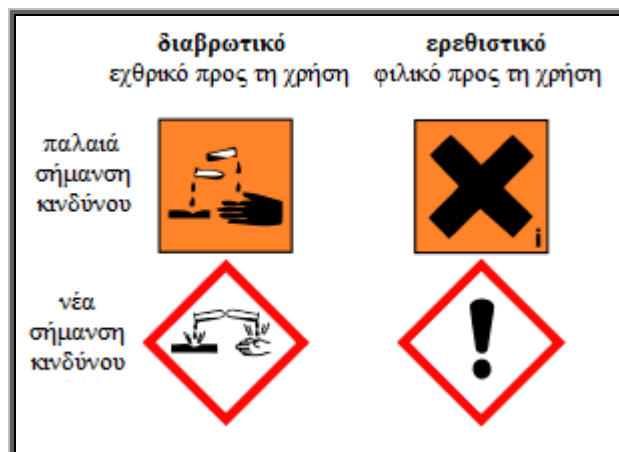 διαβρωτικό
εχθρικό προς τη χρήση
ερεθιστικό
φιλικό προς τη χρήση
παλαιά
σήμανση
κινδύνου
i
νέα
σήμανση
κινδύνου